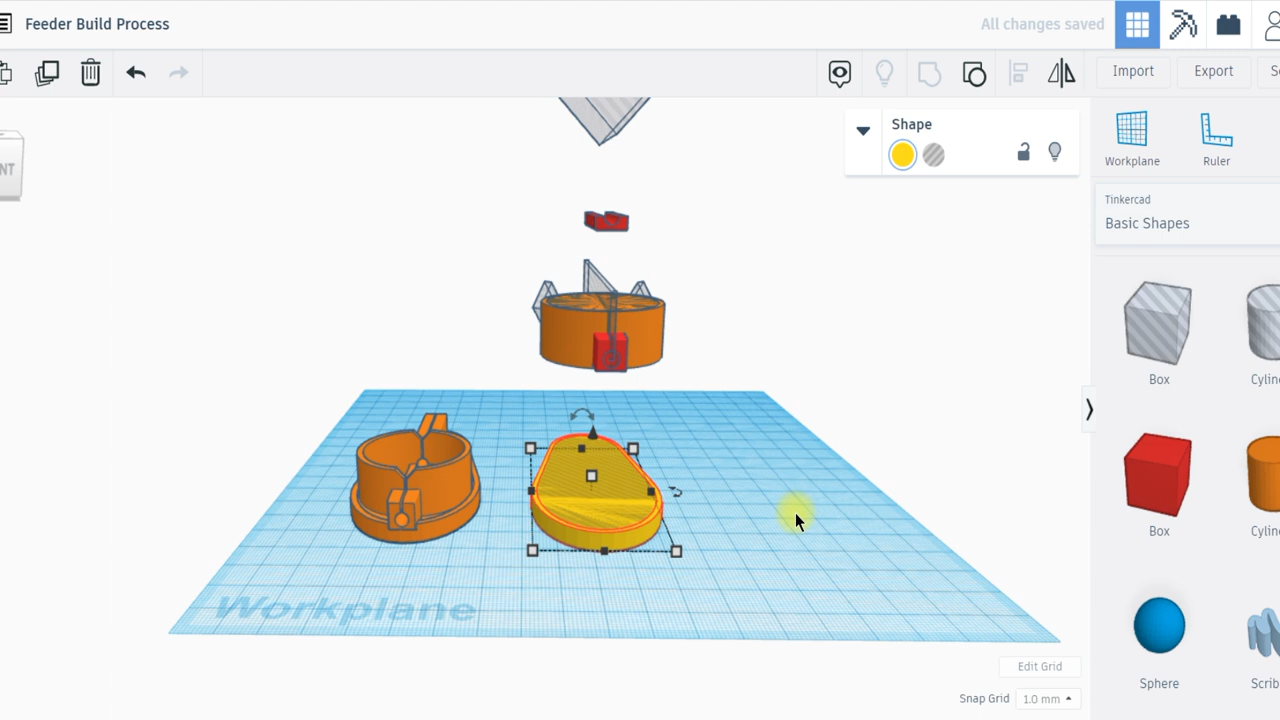 Feeder Build Process
All changes saved
Import
Export
NT
Shape
Workplane
Ruler
Tinkercad
Basic Shapes
Box
Box
Sphere
Workplane
Edit Grid
Snap Grid
1.0 mm